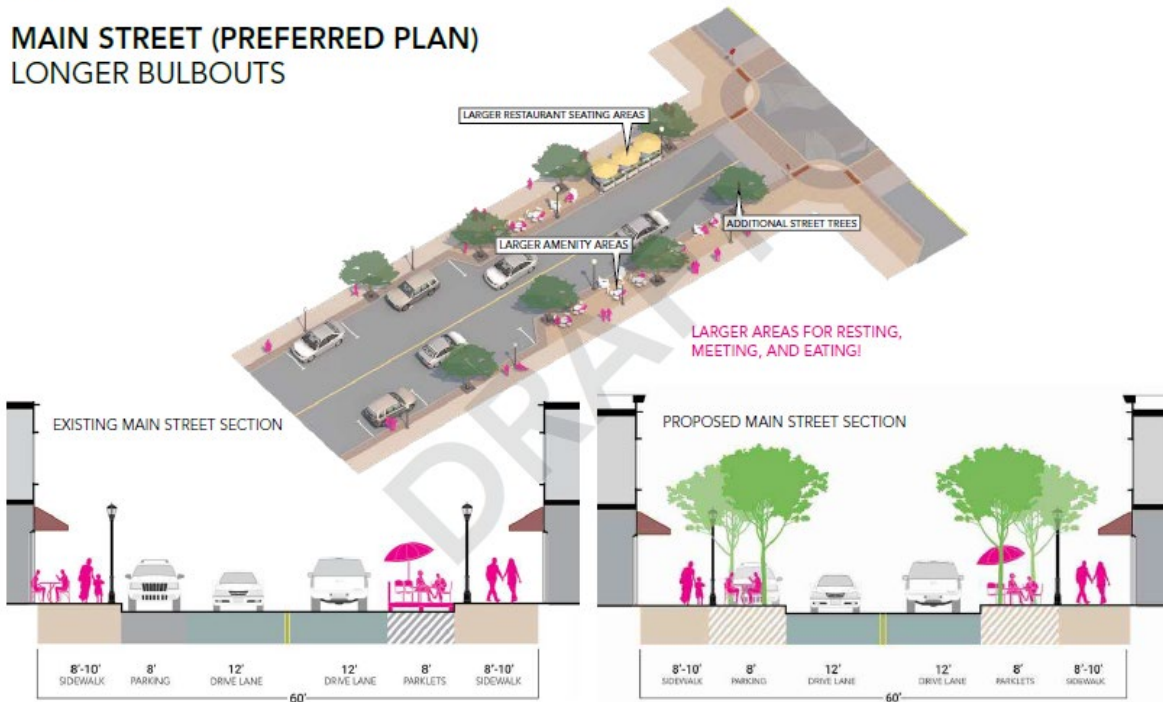 MAIN STREET (PREFERRED PLAN)
LONGER BULBOUTS
LARGER RESTAURANT SEATING AREAS
ADDITIONAL STREET TREES
LARGER AMENITY AREAS
LARGER AREAS FOR RESTING,
MEETING, AND EATING!
DRAFT
EXISTING MAIN STREET SECTION
8'-10' 8' 12' 12' 8' 8'-10'
SIDEWALK PARKING DRIVE LANE DRIVE LANE PARKLETS SIDEWALK
60'
PROPOSED MAIN STREET SECTION
8'-10' 8' 12' 12' 8' 8'-10'
SIDEWALK PARKING DRIVE LANE DRIVE LANE PARKLETS SIDEWALK
60'